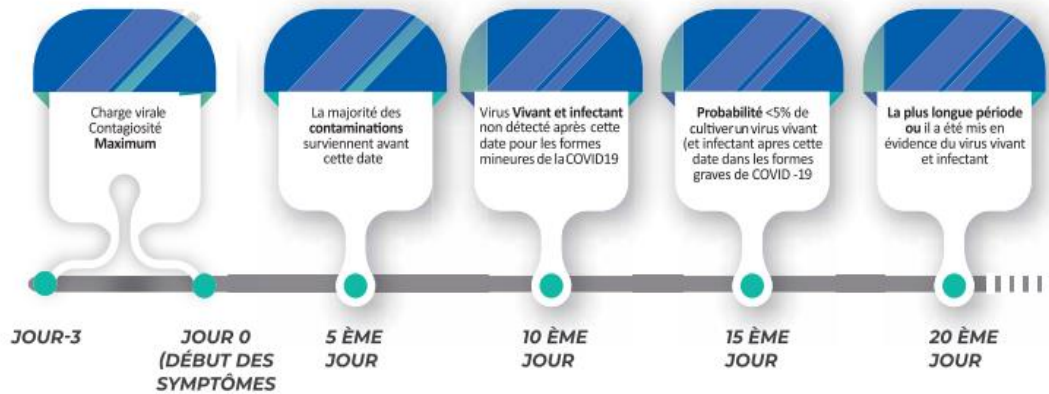 Charge virale
Contagiosité
Maximum
La majorité des
contaminations
surviennent avant
cette date
Virus Vivant et infectant
non détecté après cette
date pour les formes
mineures de la COVID19
Probabilité <5% de
cultiver un virus vivant
(et infectant apres cette
date dans les formes
graves de COVID -19
La plus longue période
ou il a été mis en
évidence du virus vivant
et infectant
JOUR-3
JOUR 0
(DÉBUT DES
SYMPTÔMES
5 ÈME
JOUR
10 ÈME
JOUR
15 ÈME
JOUR
20 ÈME
JOUR